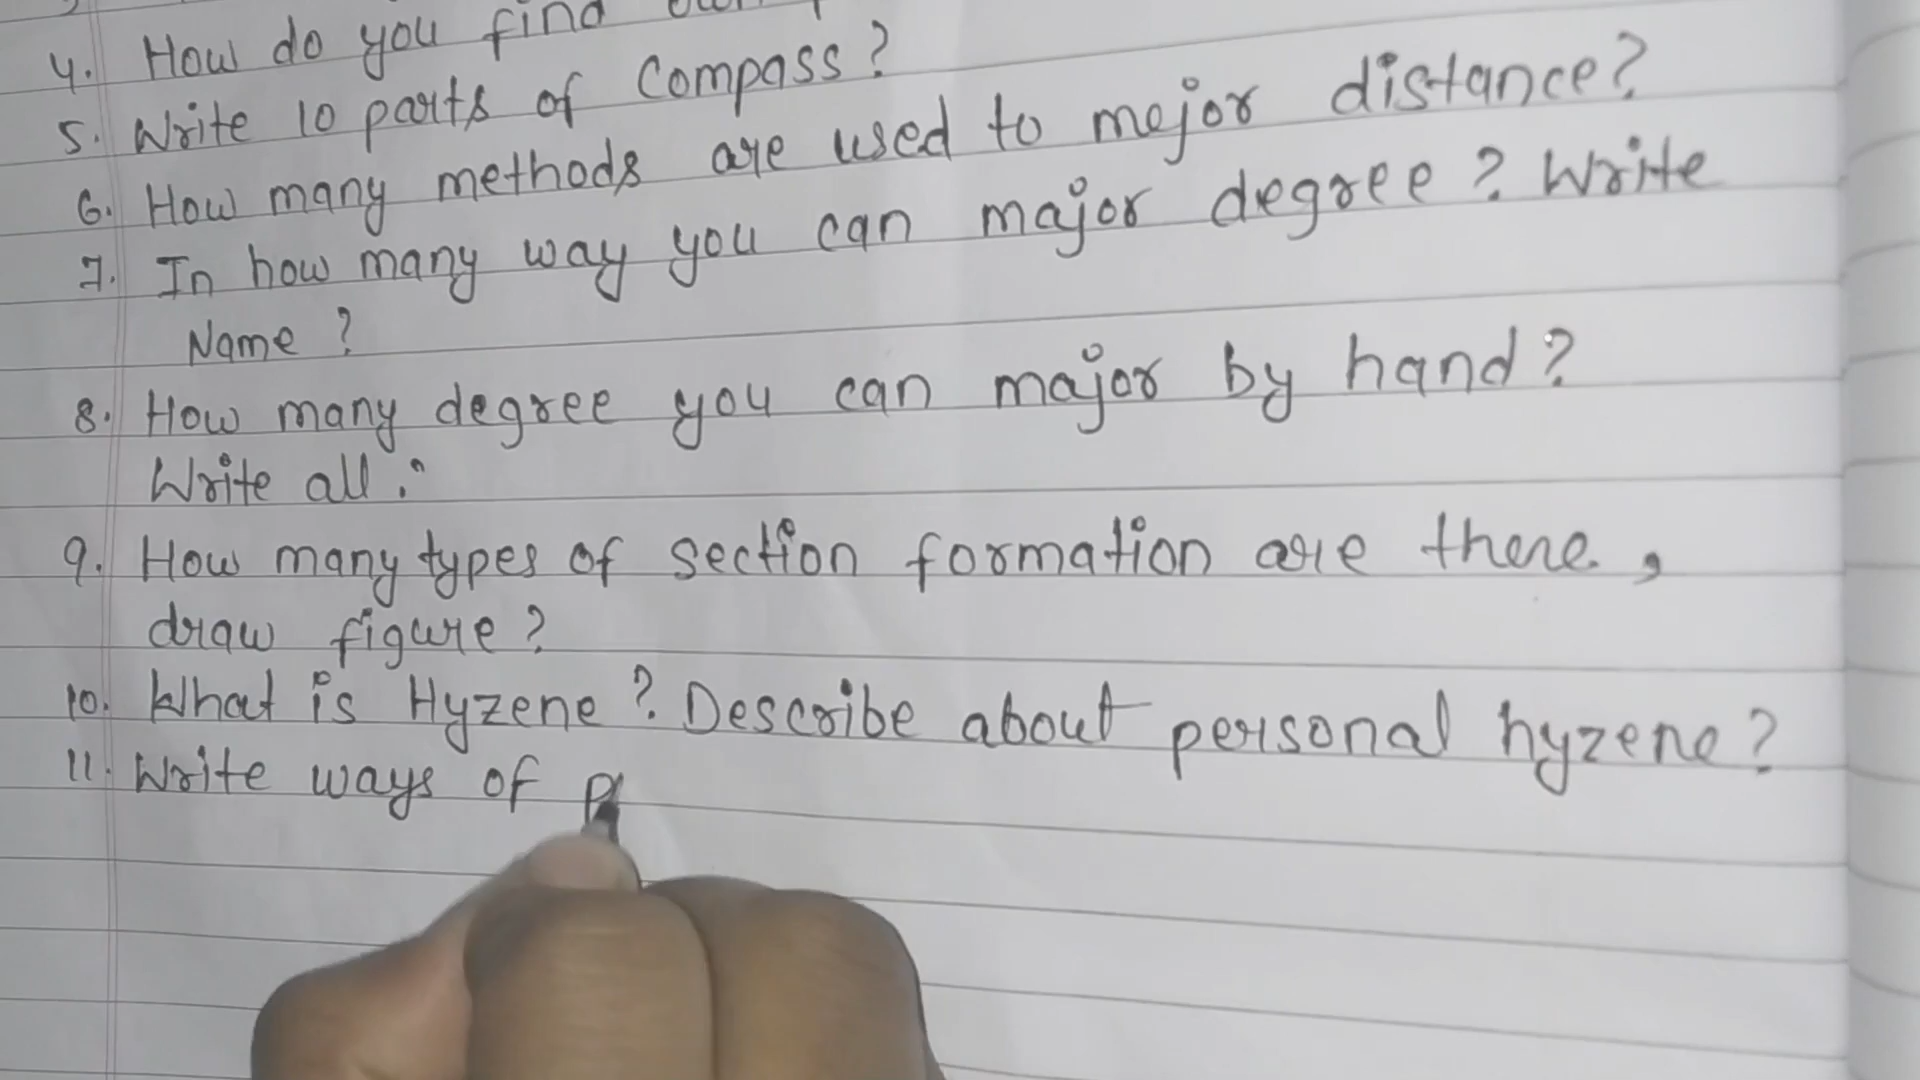 4. How do you find
5. Write 10 parts of Compass?
6. How many methods are used to mejor distance?
7. In how many way you can major degree? Write
Name?
8. How many degree you can major by hand?
Write all.
9. How many types of section formation are there,
draw figure?
10. What is Hyzene? Describe about personal hyzene?
11. Write ways of